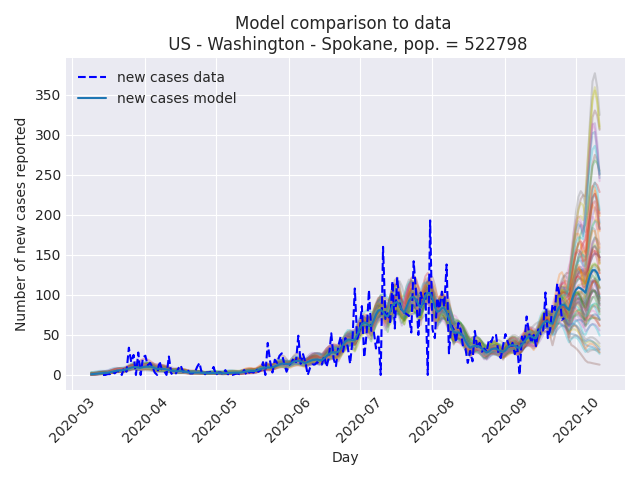 Model comparison to data
US - Washington - Spokane, pop. = 522798
new cases data
new cases model
Number of new cases reported
350
300
250
200
150
100
50
0
2020-03
2020-04
2020-05
2020-06
2020-07
2020-08
2020-09
2020-10
Day